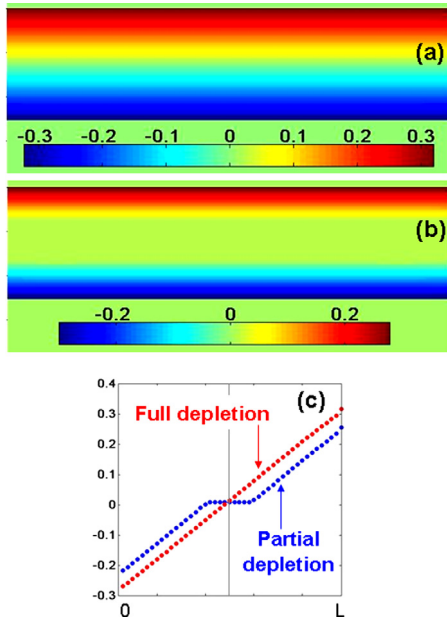 (a)
-0.3 -0.2 -0.1 0 0.1 0.2 0.3
(b)
-0.2 0 0.2
(c)
0.4
0.3
0.2
0.1
0
-0.1
-0.2
-0.3
Full depletion
Partial
depletion
0 L